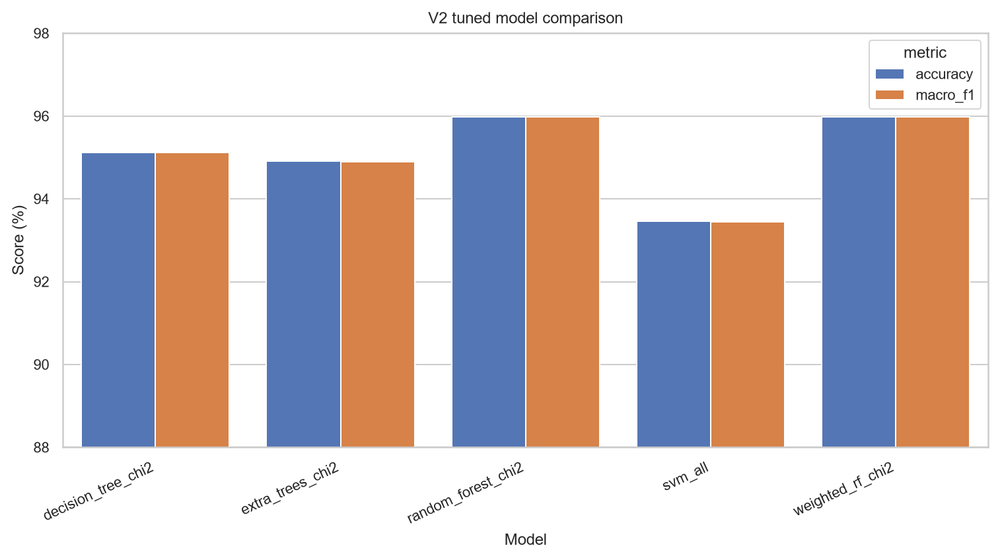 V2 tuned model comparison
metric
accuracy
macro_f1
Score (%)
98
96
94
92
90
88
decision_tree_chi2
extra_trees_chi2
random_forest_chi2
svm_all
weighted_rf_chi2
Model